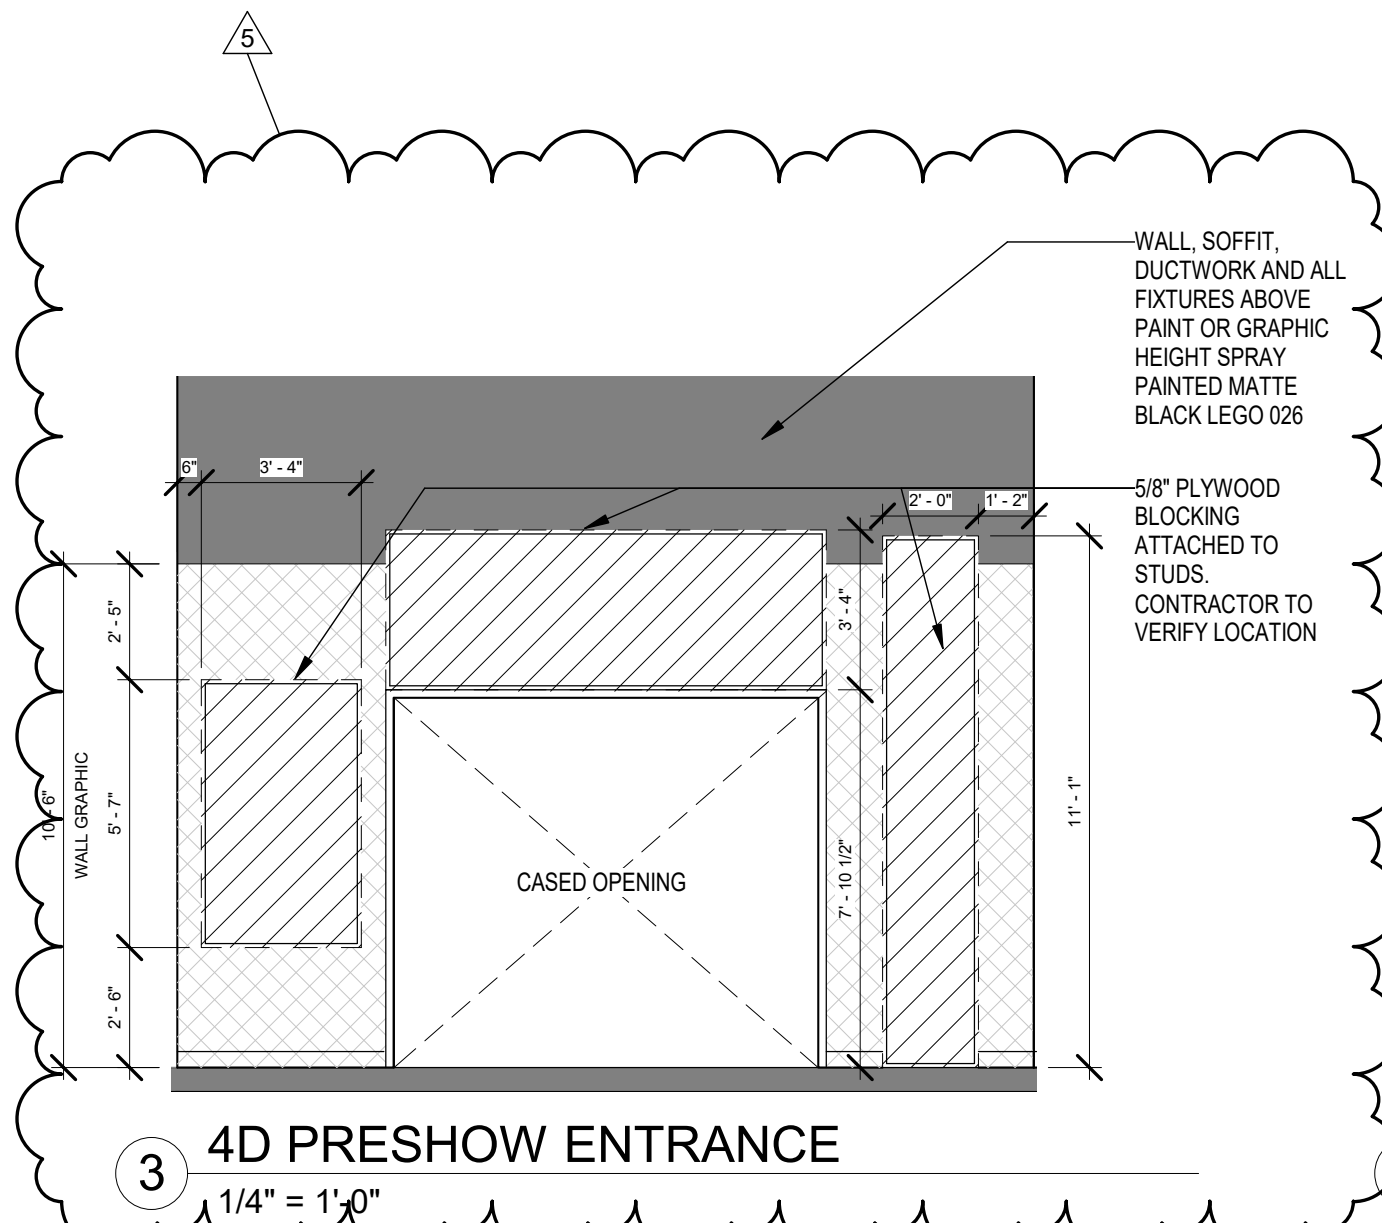 5
WALL, SOFFIT,
DUCTWORK AND ALL
FIXTURES ABOVE
PAINT OR GRAPHIC
HEIGHT SPRAY
PAINTED MATTE
BLACK LEGO 026
6"
3' - 4"
5/8" PLYWOOD
BLOCKING
ATTACHED TO
STUDS.
CONTRACTOR TO
VERIFY LOCATION
2' - 0"
1' - 2"
2' - 5"
3' - 4"
10' - 6"
WALL GRAPHIC
5' - 7"
11' - 1"
7' - 10 1/2"
CASED OPENING
2' - 6"
3
4D PRESHOW ENTRANCE
1/4" = 1'-0"